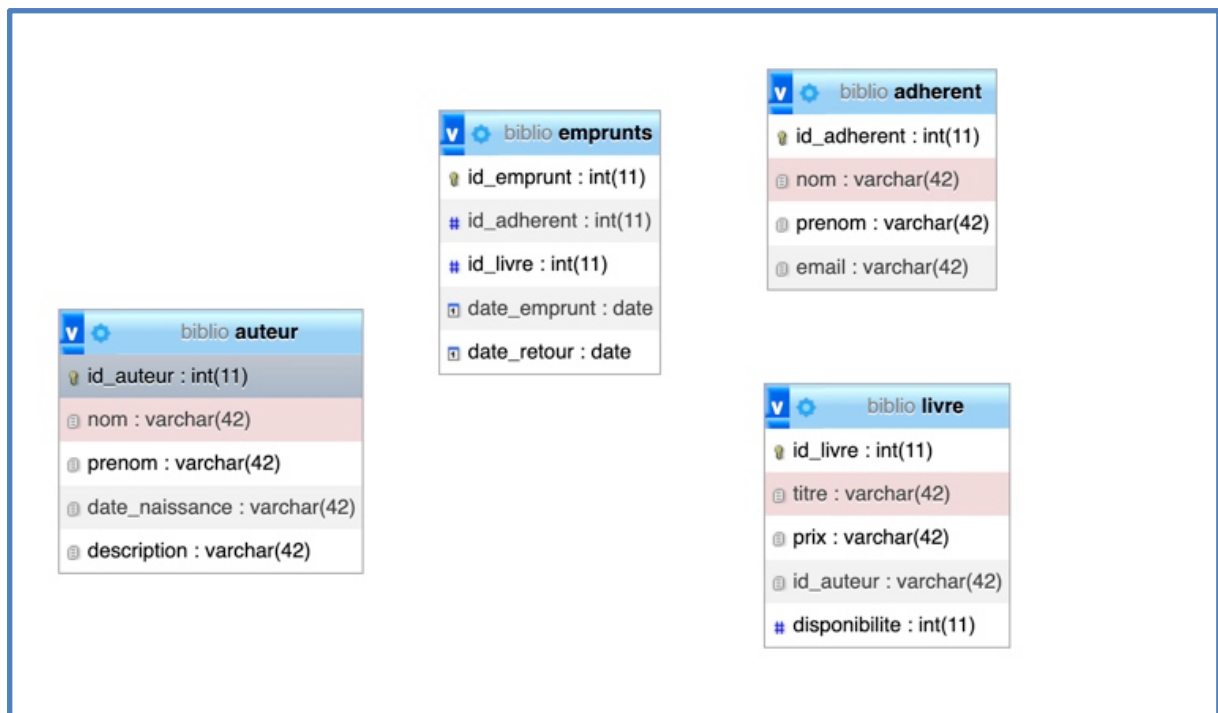 biblio auteur
id_auteur : int(11)
nom : varchar(42)
prenom : varchar(42)
date_naissance : varchar(42)
description : varchar(42)
biblio emprunts
id_emprunt : int(11)
id_adherent : int(11)
id_livre : int(11)
date_emprunt : date
date_retour : date
biblio adherent
id_adherent : int(11)
nom : varchar(42)
prenom : varchar(42)
email : varchar(42)
biblio livre
id_livre : int(11)
titre : varchar(42)
prix : varchar(42)
id_auteur : varchar(42)
disponibilite : int(11)